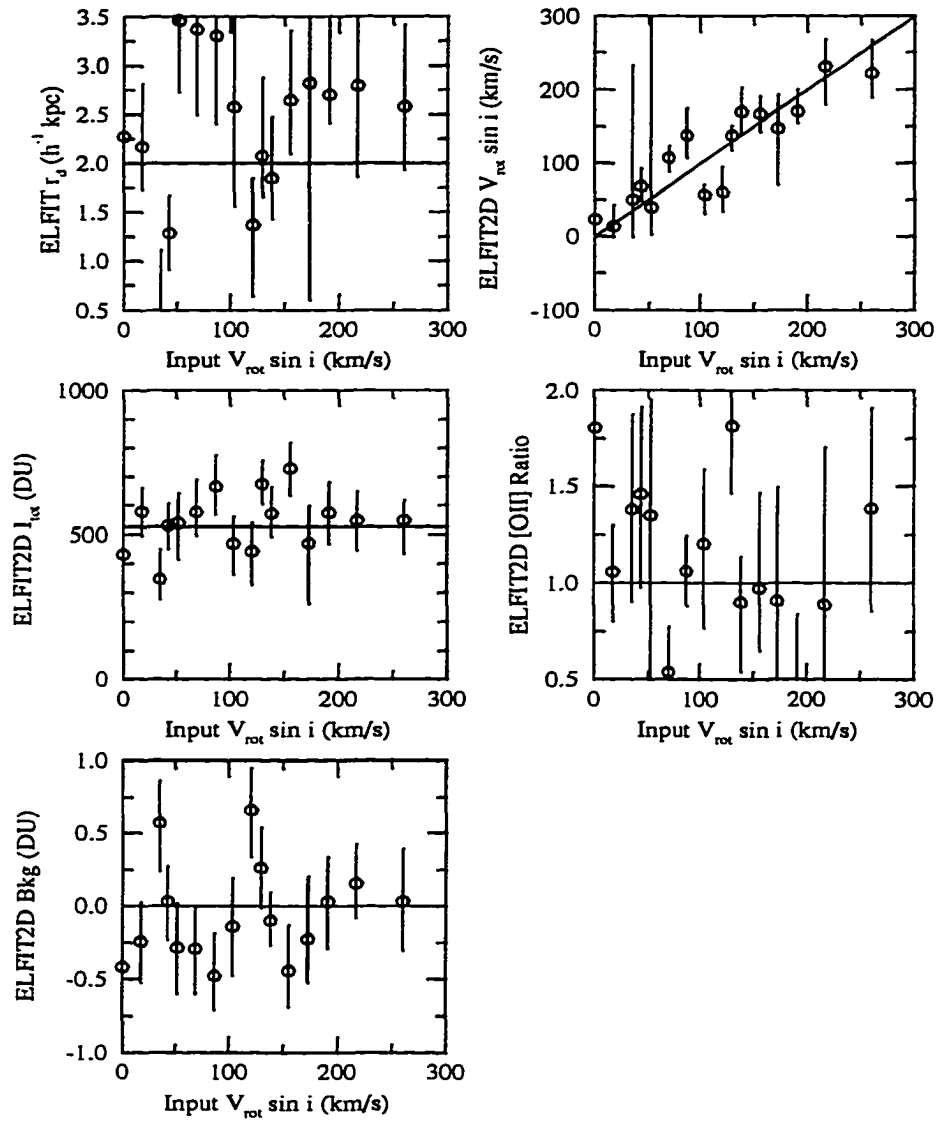 3.5
3.0
2.5
2.0
1.5
1.0
0.5
ELFIT r_d (h⁻¹ kpc)
0 100 200 300
Input V_rot sin i (km/s)
300
200
100
0
-100
ELFIT2D V_rot sin i (km/s)
0 100 200 300
Input V_rot sin i (km/s)
1000
500
0
ELFIT2D I_tot (DU)
0 100 200 300
Input V_rot sin i (km/s)
2.0
1.5
1.0
0.5
ELFIT2D [OII] Ratio
0 100 200 300
Input V_rot sin i (km/s)
1.0
0.5
0.0
-0.5
-1.0
ELFIT2D Bkg (DU)
0 100 200 300
Input V_rot sin i (km/s)